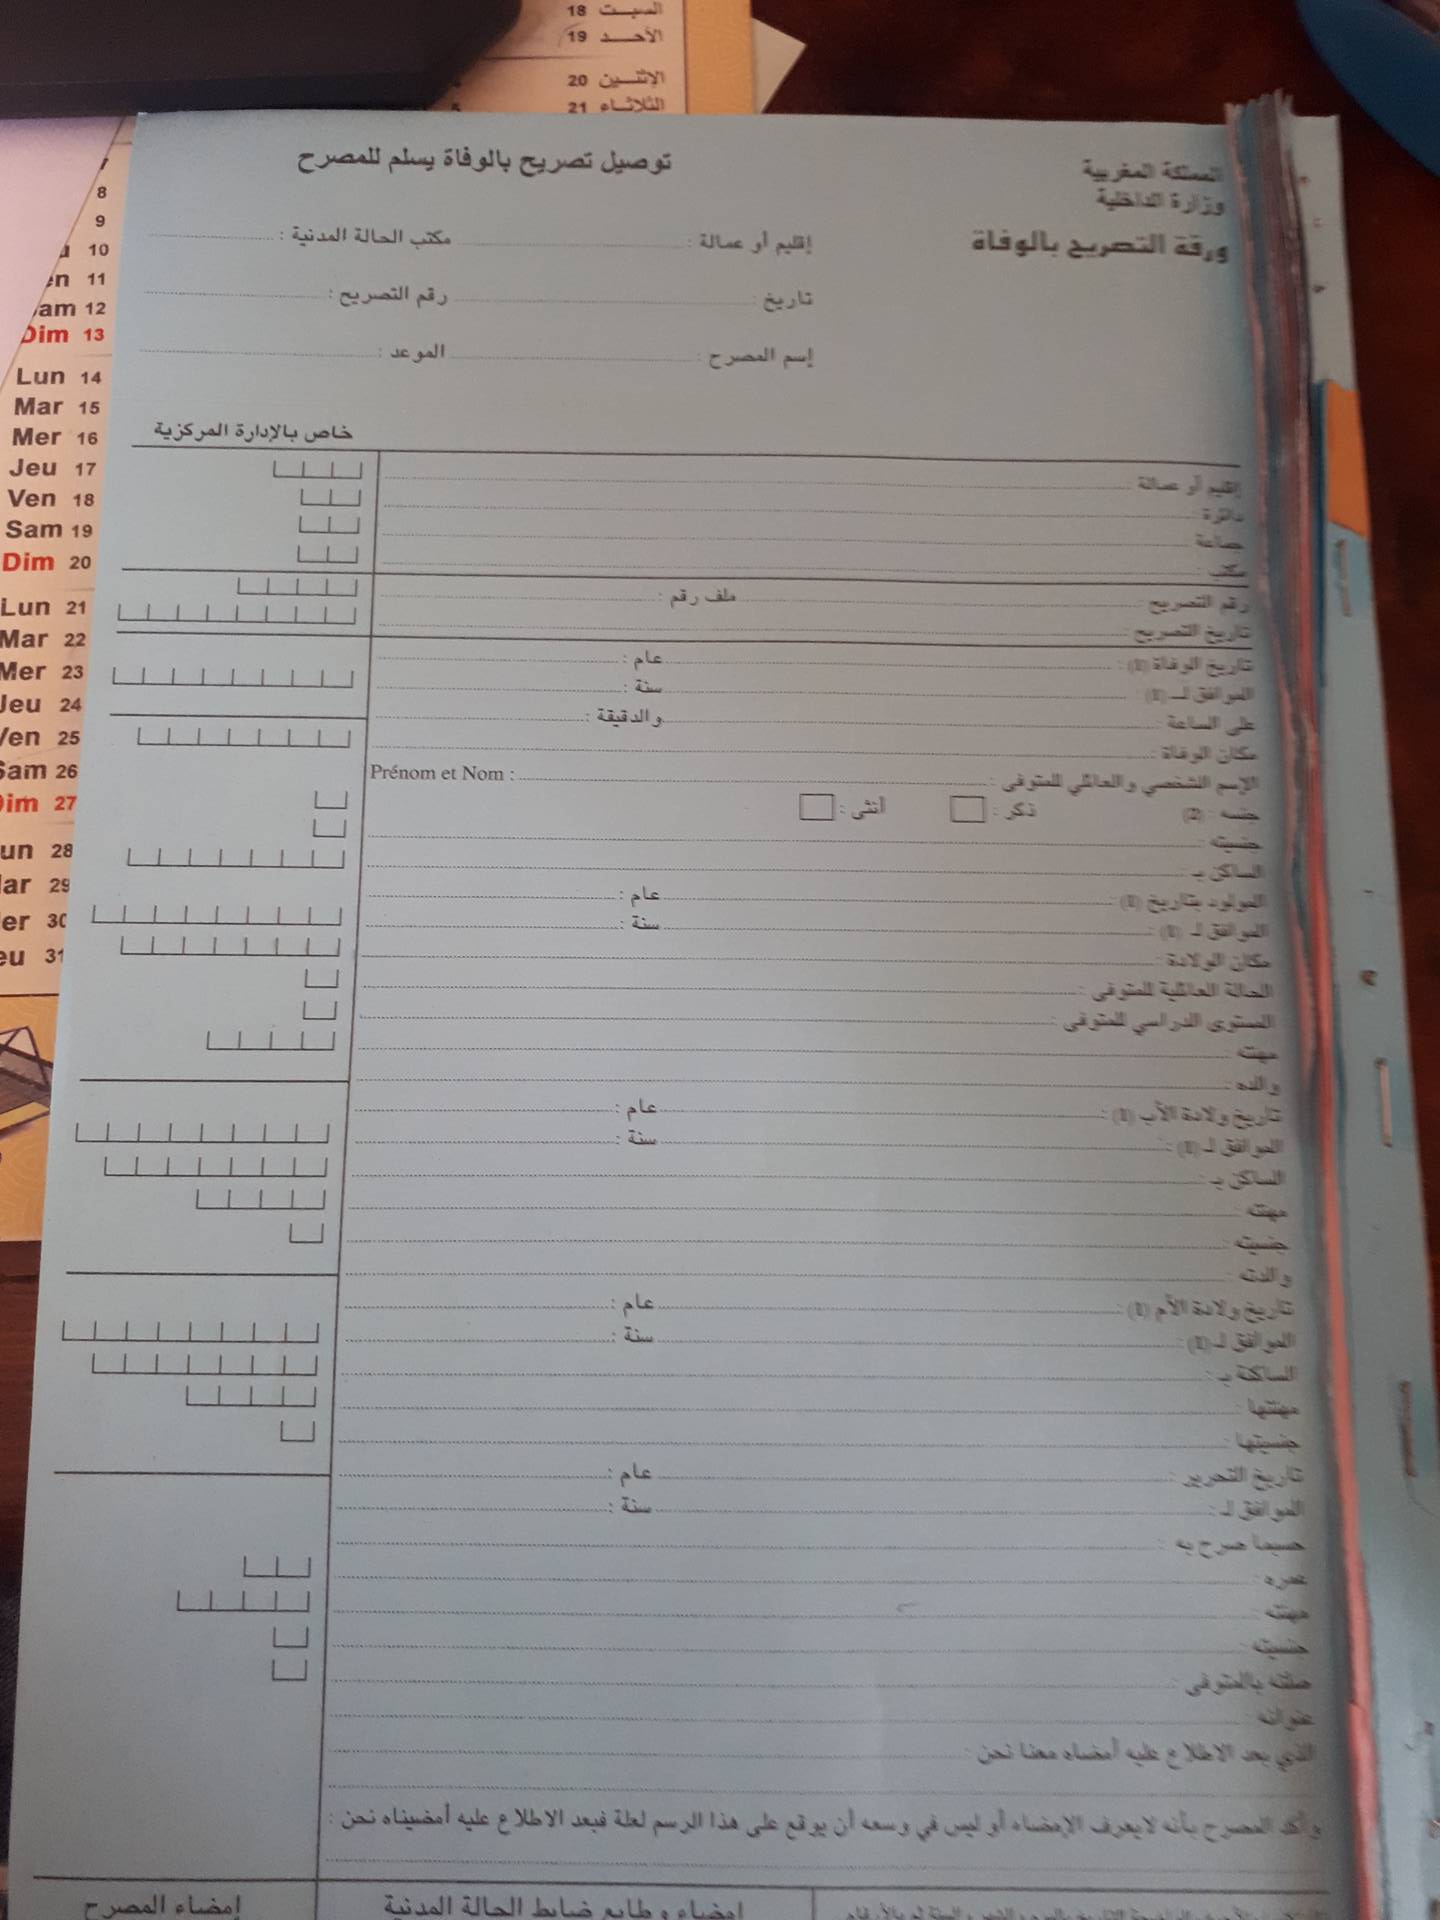 السبت 18
الأحد 19
الإثنين 20
الثلاثاء 21
7
8
9
10
11
12
Dim 13
Lun 14
Mar 15
Mer 16
Jeu 17
Ven 18
Sam 19
Dim 20
Lun 21
Mar 22
Mer 23
Jeu 24
Ven 25
Sam 26
Dim 27
Lun 28
Mar 29
Mer 30
Jeu 31
المملكة المغربية
وزارة الداخلية
ورقة التصريح بالوفاة
توصيل تصريح بالوفاة يسلم للمصرح
إقليم أو عمالة : مكتب الحالة المدنية :
تاريخ : رقم التصريح :
إسم المصرح : الموعد :
خاص بالإدارة المركزية
إقليم أو عمالة
دائرة :
جماعة
مكتب :
رقم التصريح : ملف رقم :
تاريخ التصريح :
تاريخ الوفاة (1) : عام :
الموافق لـ (1) : سنة :
على الساعة : والدقيقة :
مكان الوفاة :
الإسم الشخصي والعائلي للمتوفى : Prénom et Nom :
جنسه : (2) ذكر : أنثى :
جنسيته :
الساكن بـ :
المولود بتاريخ (1) : عام :
الموافق لـ (1) : سنة :
مكان الولادة :
الحالة العائلية للمتوفى :
المستوى الدراسي للمتوفى :
مهنته :
والده :
تاريخ ولادة الأب (1) : عام :
الموافق لـ (1) : سنة :
الساكن بـ :
مهنته :
جنسيته :
والدته :
تاريخ ولادة الأم (1) : عام :
الموافق لـ (1) : سنة :
الساكنة بـ :
مهنتها :
جنسيتها :
تاريخ التحرير : عام :
الموافق لـ : سنة :
حسبما صرح به :
عمره :
مهنته :
جنسيته :
صلته بالمتوفى :
عنوانه :
الذي بعد الاطلاع عليه أمضاه معنا نحن :
وأكد المصرح بأنه لا يعرف الإمضاء أو ليس في وسعه أن يوقع على هذا الرسم لعلة فبعد الاطلاع عليه أمضيناه نحن :
إمضاء وطابع ضابط الحالة المدنية
إمضاء المصرح